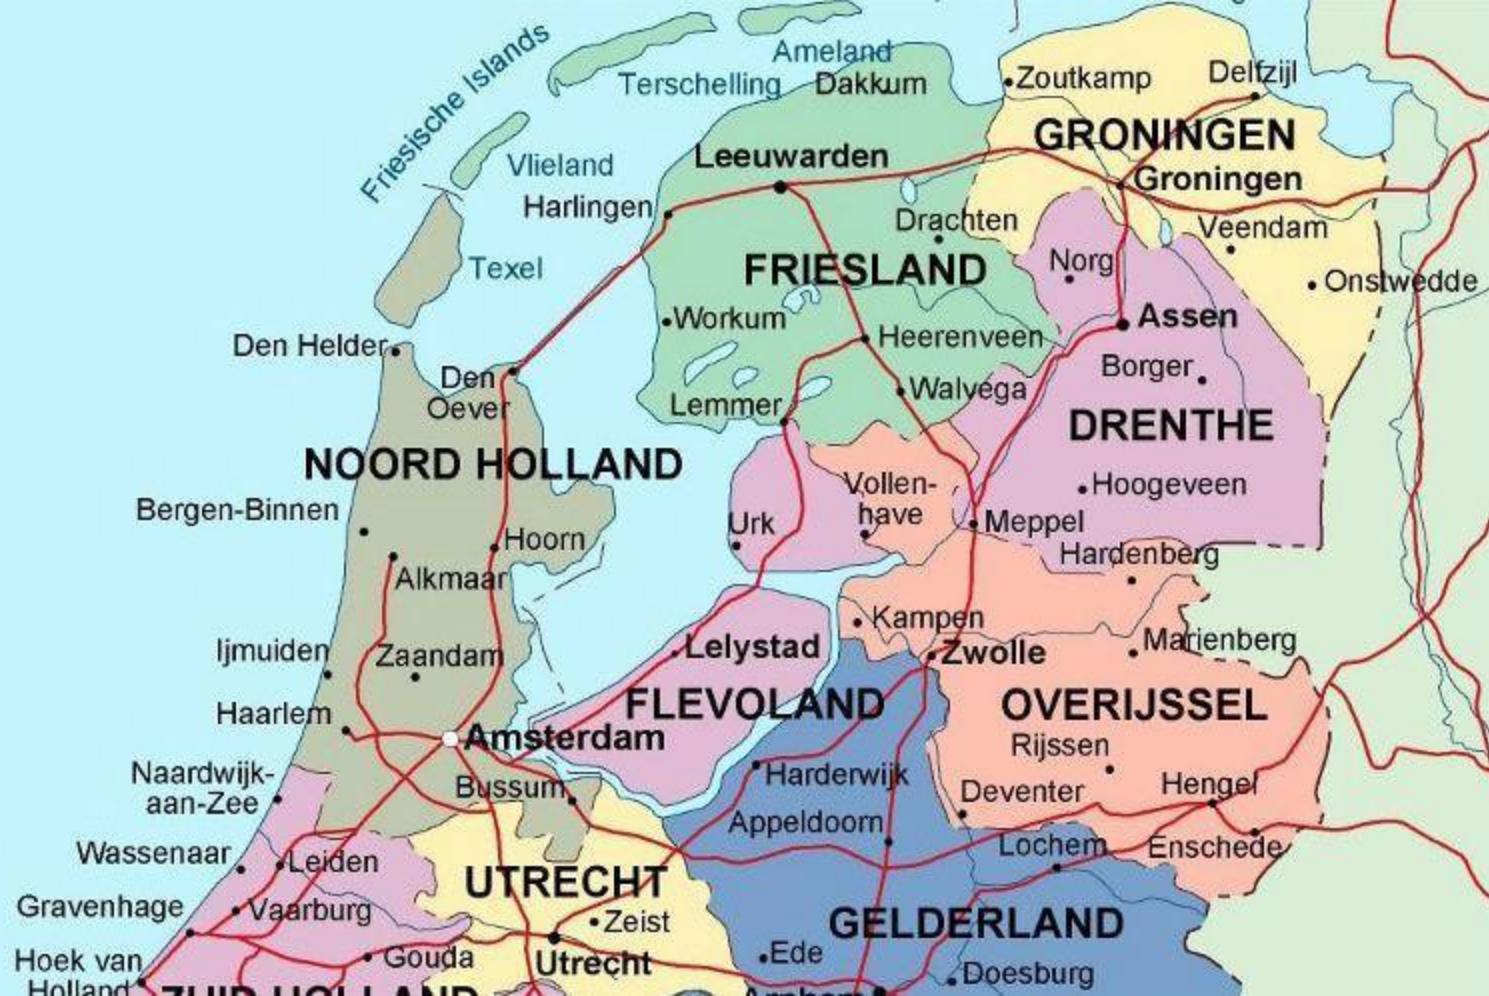 Friesische Islands
Ameland
Terschelling
Dakkum
Zoutkamp
Delfzijl
GRONINGEN
Leeuwarden
Vlieland
Groningen
Harlingen
Drachten
Veendam
Texel
FRIESLAND
Norg
Onstwedde
Workum
Assen
Den Helder
Heerenveen
Den
Oever
Borger
Walvega
Lemmer
DRENTHE
NOORD HOLLAND
Vollen-
have
Hoogeveen
Bergen-Binnen
Urk
Meppel
Hoorn
Hardenberg
Alkmaar
Kampen
Ijmuiden
Zaandam
Lelystad
Zwolle
Marienberg
FLEVOLAND
OVERIJSSEL
Haarlem
Amsterdam
Rijssen
Naardwijk-
aan-Zee
Bussum
Harderwijk
Deventer
Hengel
Appeldoorn
Wassenaar
Leiden
Lochem
Enschede
UTRECHT
Gravenhage
Vaarburg
Zeist
GELDERLAND
Hoek van
Holland
Gouda
Utrecht
Ede
Doesburg
ZUID HOLLAND
Arnhem